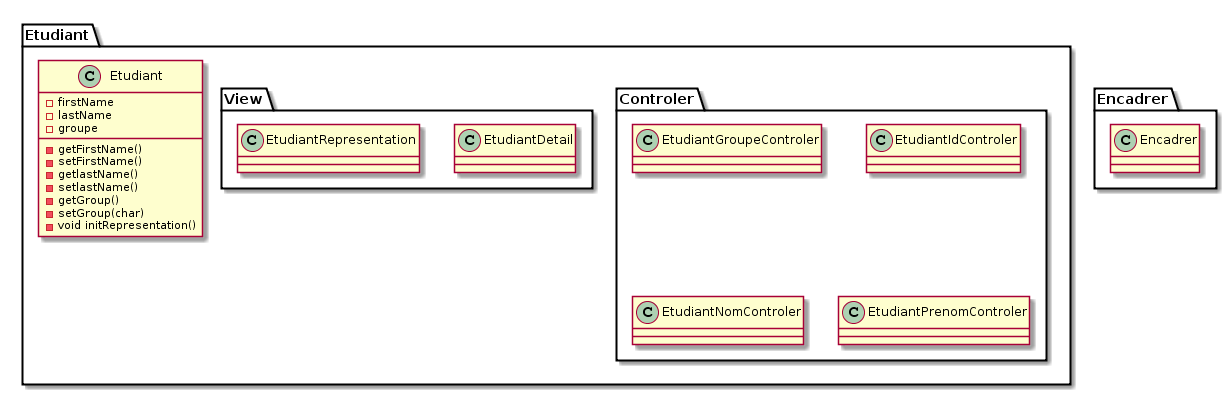 Etudiant
C Etudiant
firstName
lastName
groupe
getFirstName()
setFirstName()
getlastName()
setlastName()
getGroup()
setGroup(char)
void initRepresentation()
View
C EtudiantRepresentation
C EtudiantDetail
Controler
C EtudiantGroupeControler
C EtudiantIdControler
C EtudiantNomControler
C EtudiantPrenomControler
Encadrer
C Encadrer